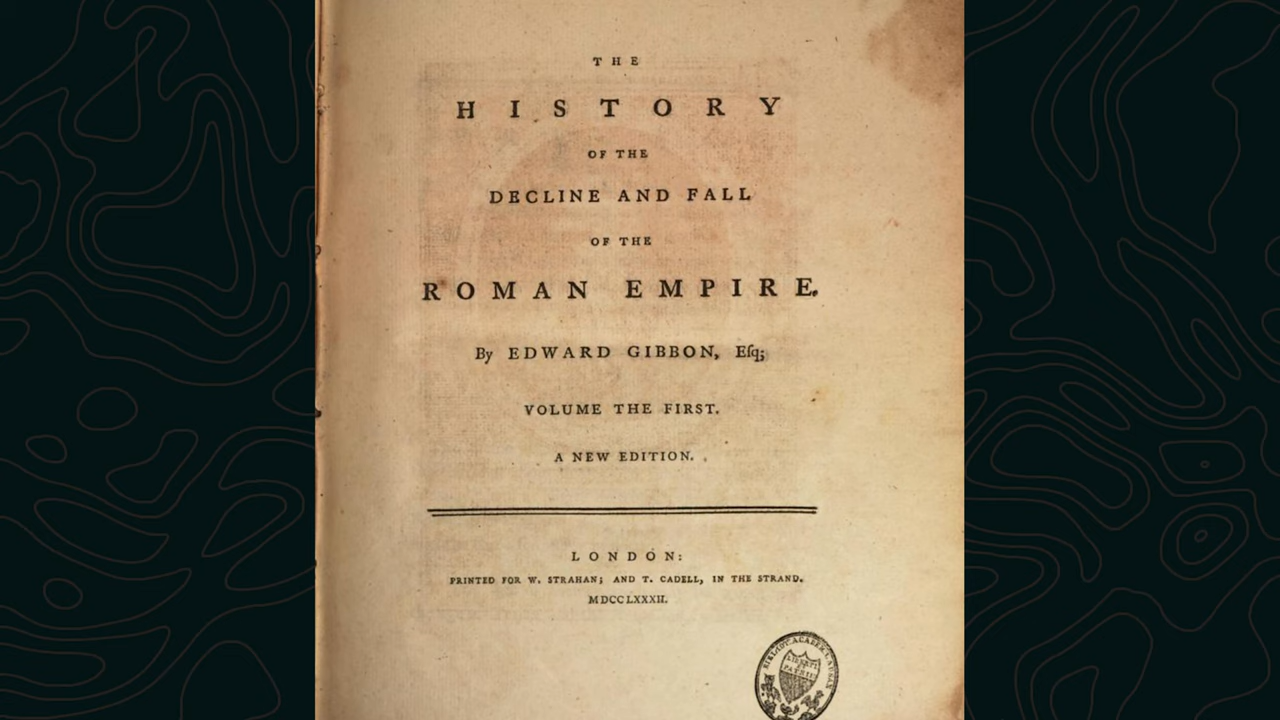 THE
HISTORY
OF THE
DECLINE AND FALL
OF THE
ROMAN EMPIRE.
By EDWARD GIBBON, Eſq;
VOLUME THE FIRST.
A NEW EDITION.
LONDON:
PRINTED FOR W. STRAHAN; AND T. CADELL, IN THE STRAND.
MDCCLXXXII.